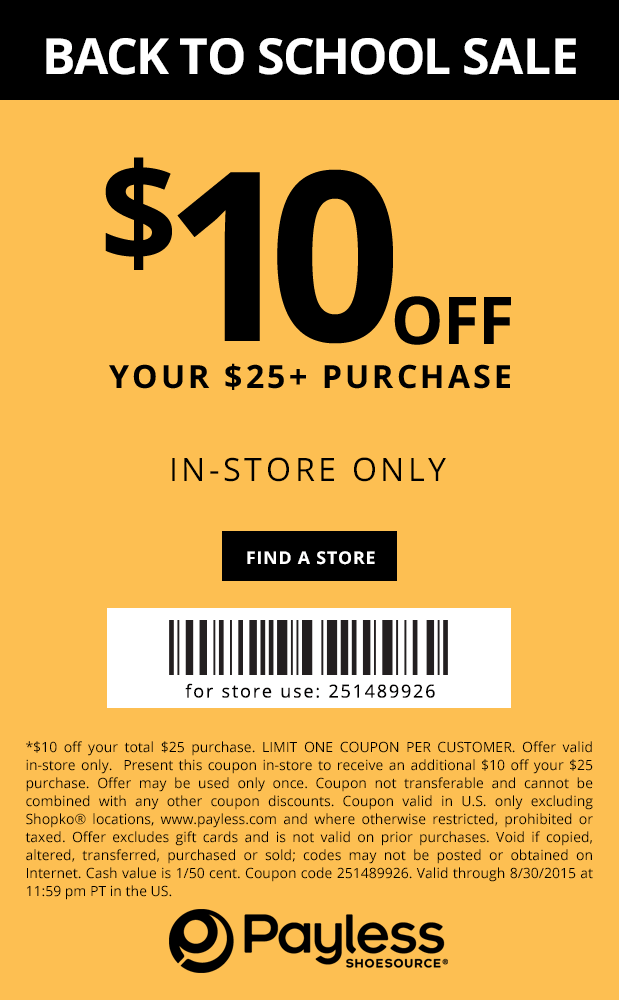 BACK TO SCHOOL SALE
$10 OFF
YOUR $25+ PURCHASE
IN-STORE ONLY
FIND A STORE
for store use: 251489926
*$10 off your total $25 purchase. LIMIT ONE COUPON PER CUSTOMER. Offer valid
in-store only.  Present this coupon in-store to receive an additional $10 off your $25
purchase. Offer may be used only once. Coupon not transferable and cannot be
combined with any other coupon discounts. Coupon valid in U.S. only excluding
Shopko® locations, www.payless.com and where otherwise restricted, prohibited or
taxed. Offer excludes gift cards and is not valid on prior purchases. Void if copied,
altered, transferred, purchased or sold; codes may not be posted or obtained on
Internet. Cash value is 1/50 cent. Coupon code 251489926. Valid through 8/30/2015 at
11:59 pm PT in the US.
Payless
SHOESOURCE®